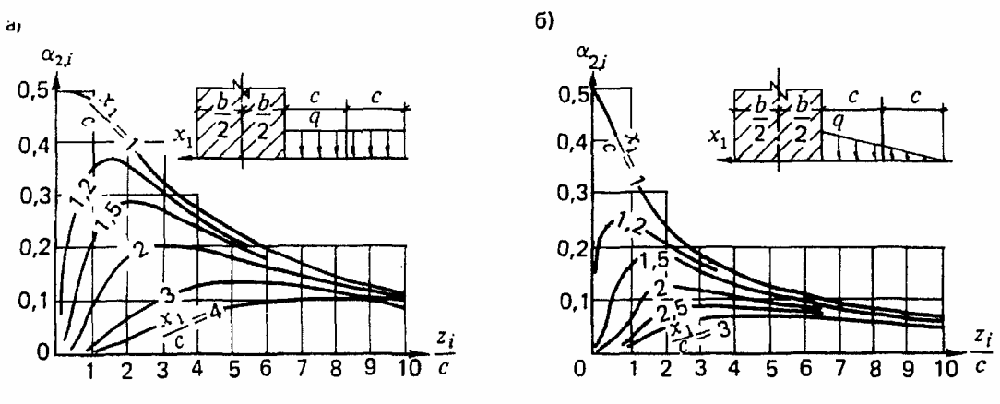 а)
α₂,ᵢ
0,5
0,4
0,3
0,2
0,1
0
1 2 3 4 5 6 7 8 9 10
zᵢ/c
x₁/c = 1
1,2
1,5
2
3
x₁/c = 4
b/2 b/2
c c
q
x₁
б)
α₂,ᵢ
0,5
0,4
0,3
0,2
0,1
0 1 2 3 4 5 6 7 8 9 10
zᵢ/c
x₁/c = 1
1,2
1,5
2
2,5
x₁/c = 3
b/2 b/2
c c
q
x₁